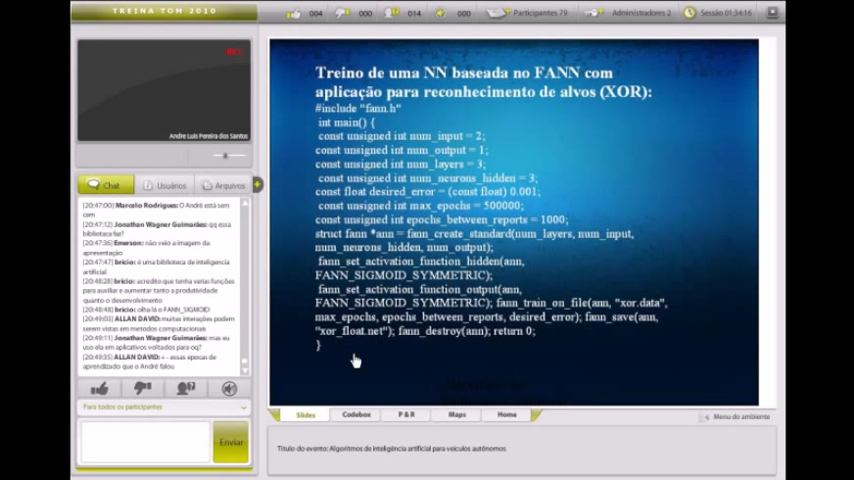 TREINA TOM 2010
004
000
014
000
Participantes 79
Administradores 2
Sessão 01:34:16
Andre Luis Pereira dos Santos
Chat
Usuários
Arquivos
[20:47:00] Marcelo Rodrigues: O André está sem
cam
[20:47:12] Jonathan Wagner Guimarães: qq essa
biblioteca faz?
[20:47:36] Emerson: não vejo a imagem da
apresentação
[20:47:47] bricio: é uma biblioteca de inteligencia
artificial
[20:48:28] bricio: acredito que tenha varias funções
para auxiliar e aumentar tanto a produtividade
quanto o desenvolvimento
[20:48:48] bricio: olha lá o FANN_SIGMOID
[20:49:03] ALLAN DAVID: muitas interações podem
serem vistas em metodos computacionais
[20:49:11] Jonathan Wagner Guimarães: mas eu
uso ela em aplicativos voltados para oq?
[20:49:35] ALLAN DAVID: = - essas epocas de
aprendizado que o André falou
Para todos os participantes
Enviar
Treino de uma NN baseada no FANN com
aplicação para reconhecimento de alvos (XOR):
#include "fann.h"
int main() {
const unsigned int num_input = 2;
const unsigned int num_output = 1;
const unsigned int num_layers = 3;
const unsigned int num_neurons_hidden = 3;
const float desired_error = (const float) 0.001;
const unsigned int max_epochs = 500000;
const unsigned int epochs_between_reports = 1000;
struct fann *ann = fann_create_standard(num_layers, num_input,
num_neurons_hidden, num_output);
fann_set_activation_function_hidden(ann,
FANN_SIGMOID_SYMMETRIC);
fann_set_activation_function_output(ann,
FANN_SIGMOID_SYMMETRIC); fann_train_on_file(ann, "xor.data",
max_epochs, epochs_between_reports, desired_error); fann_save(ann,
"xor_float.net"); fann_destroy(ann); return 0;
}
Slides
Codebox
P & R
Maps
Home
Menu do ambiente
Titulo do evento: Algoritmos de inteligência artificial para veículos autônomos